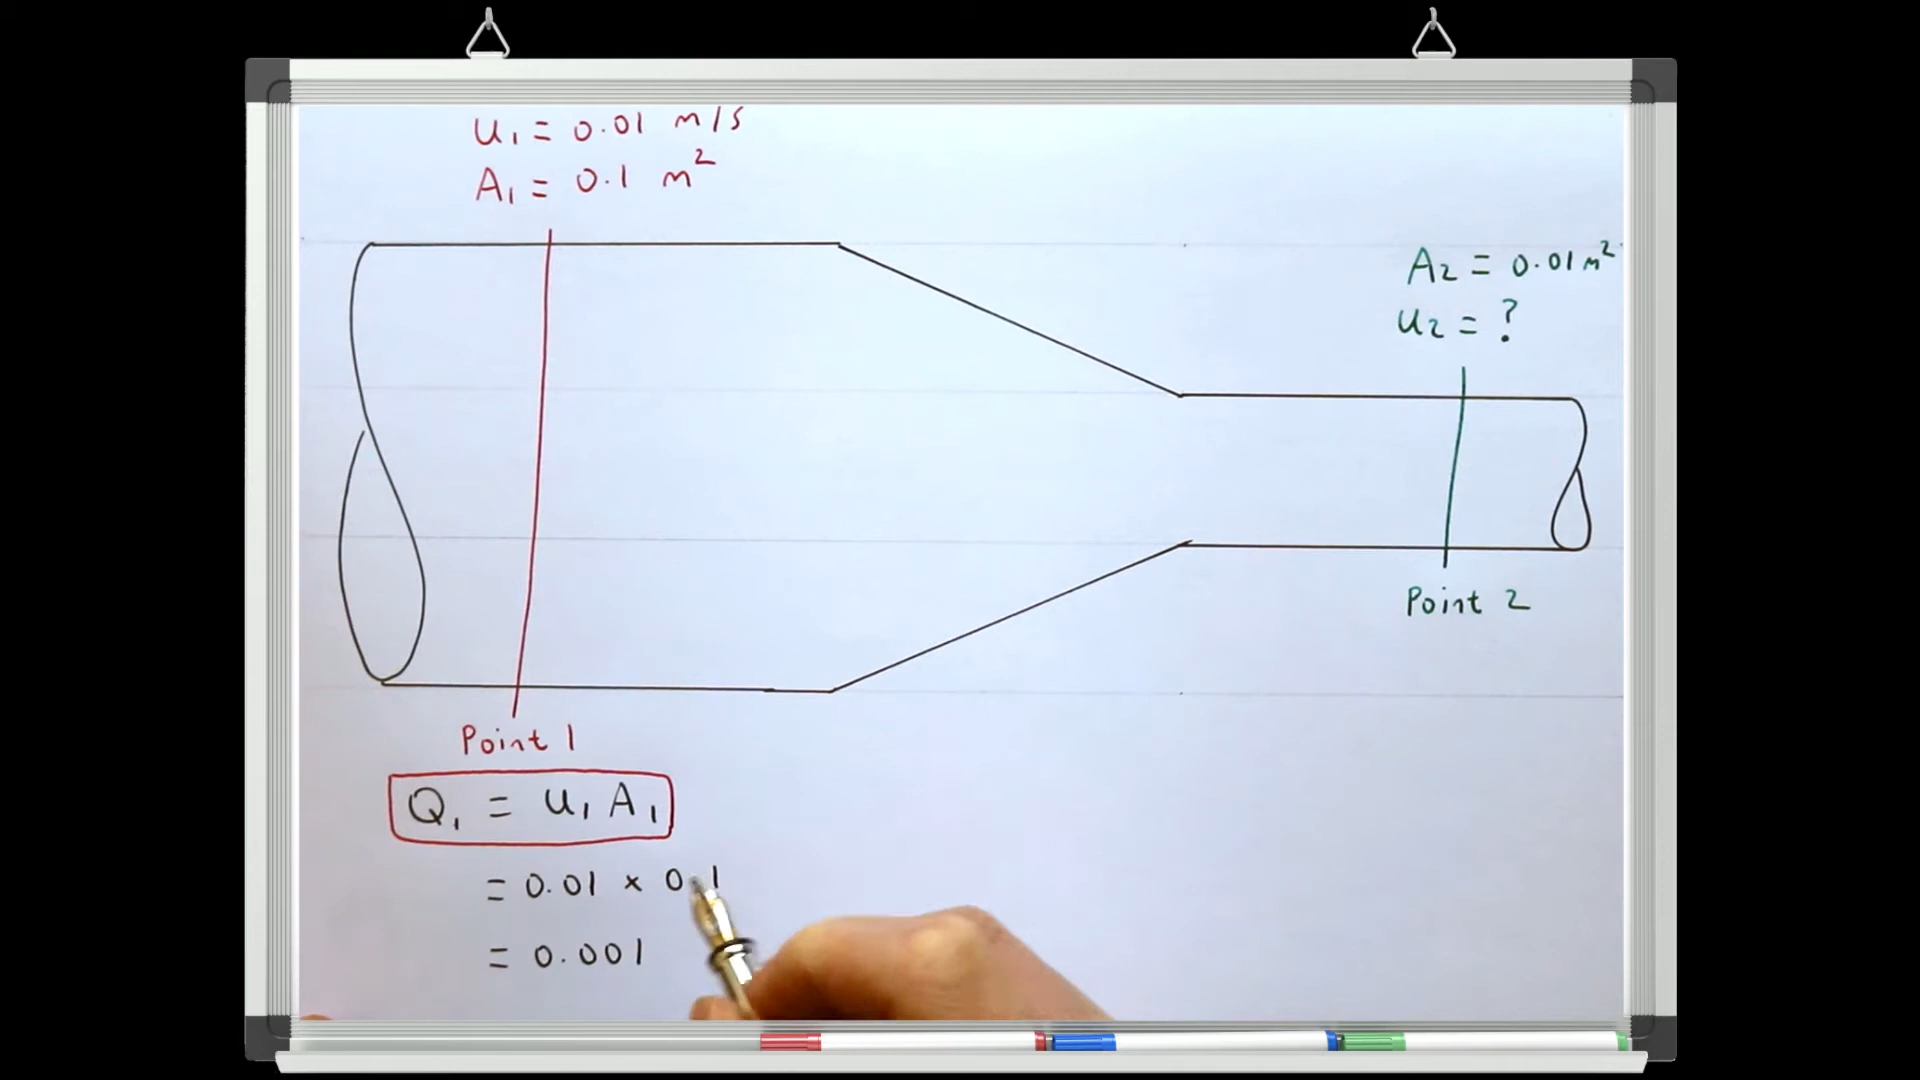 u₁ = 0.01 m/s
A₁ = 0.1 m²
A₂ = 0.01 m²
u₂ = ?
Point 2
Point 1
Q₁ = u₁ A₁
= 0.01 × 0.1
= 0.001